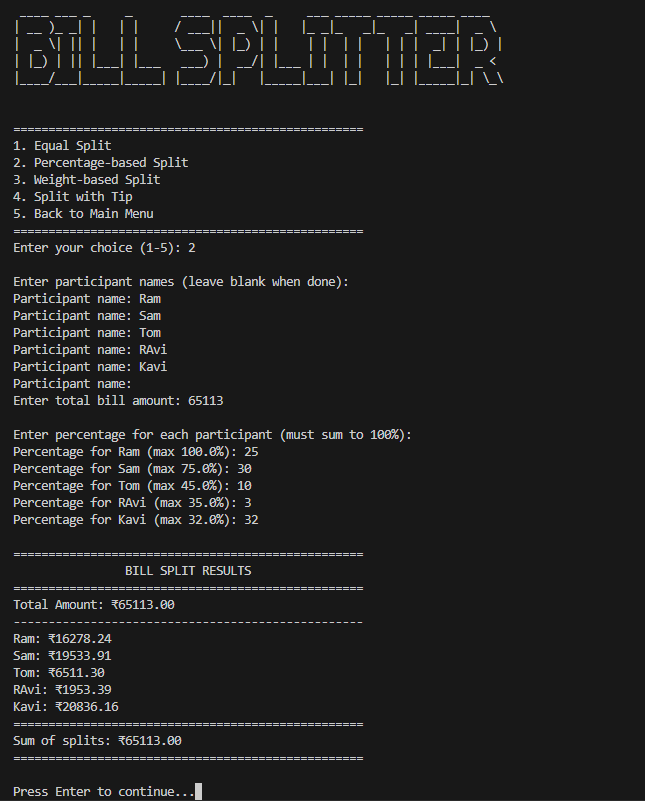 BILL SPLITTER
==================================================
1. Equal Split
2. Percentage-based Split
3. Weight-based Split
4. Split with Tip
5. Back to Main Menu
==================================================
Enter your choice (1-5): 2
Enter participant names (leave blank when done):
Participant name: Ram
Participant name: Sam
Participant name: Tom
Participant name: RAvi
Participant name: Kavi
Participant name:
Enter total bill amount: 65113
Enter percentage for each participant (must sum to 100%):
Percentage for Ram (max 100.0%): 25
Percentage for Sam (max 75.0%): 30
Percentage for Tom (max 45.0%): 10
Percentage for RAvi (max 35.0%): 3
Percentage for Kavi (max 32.0%): 32
==================================================
BILL SPLIT RESULTS
==================================================
Total Amount: ₹65113.00
--------------------------------------------------
Ram: ₹16278.24
Sam: ₹19533.91
Tom: ₹6511.30
RAvi: ₹1953.39
Kavi: ₹20836.16
==================================================
Sum of splits: ₹65113.00
==================================================
Press Enter to continue...